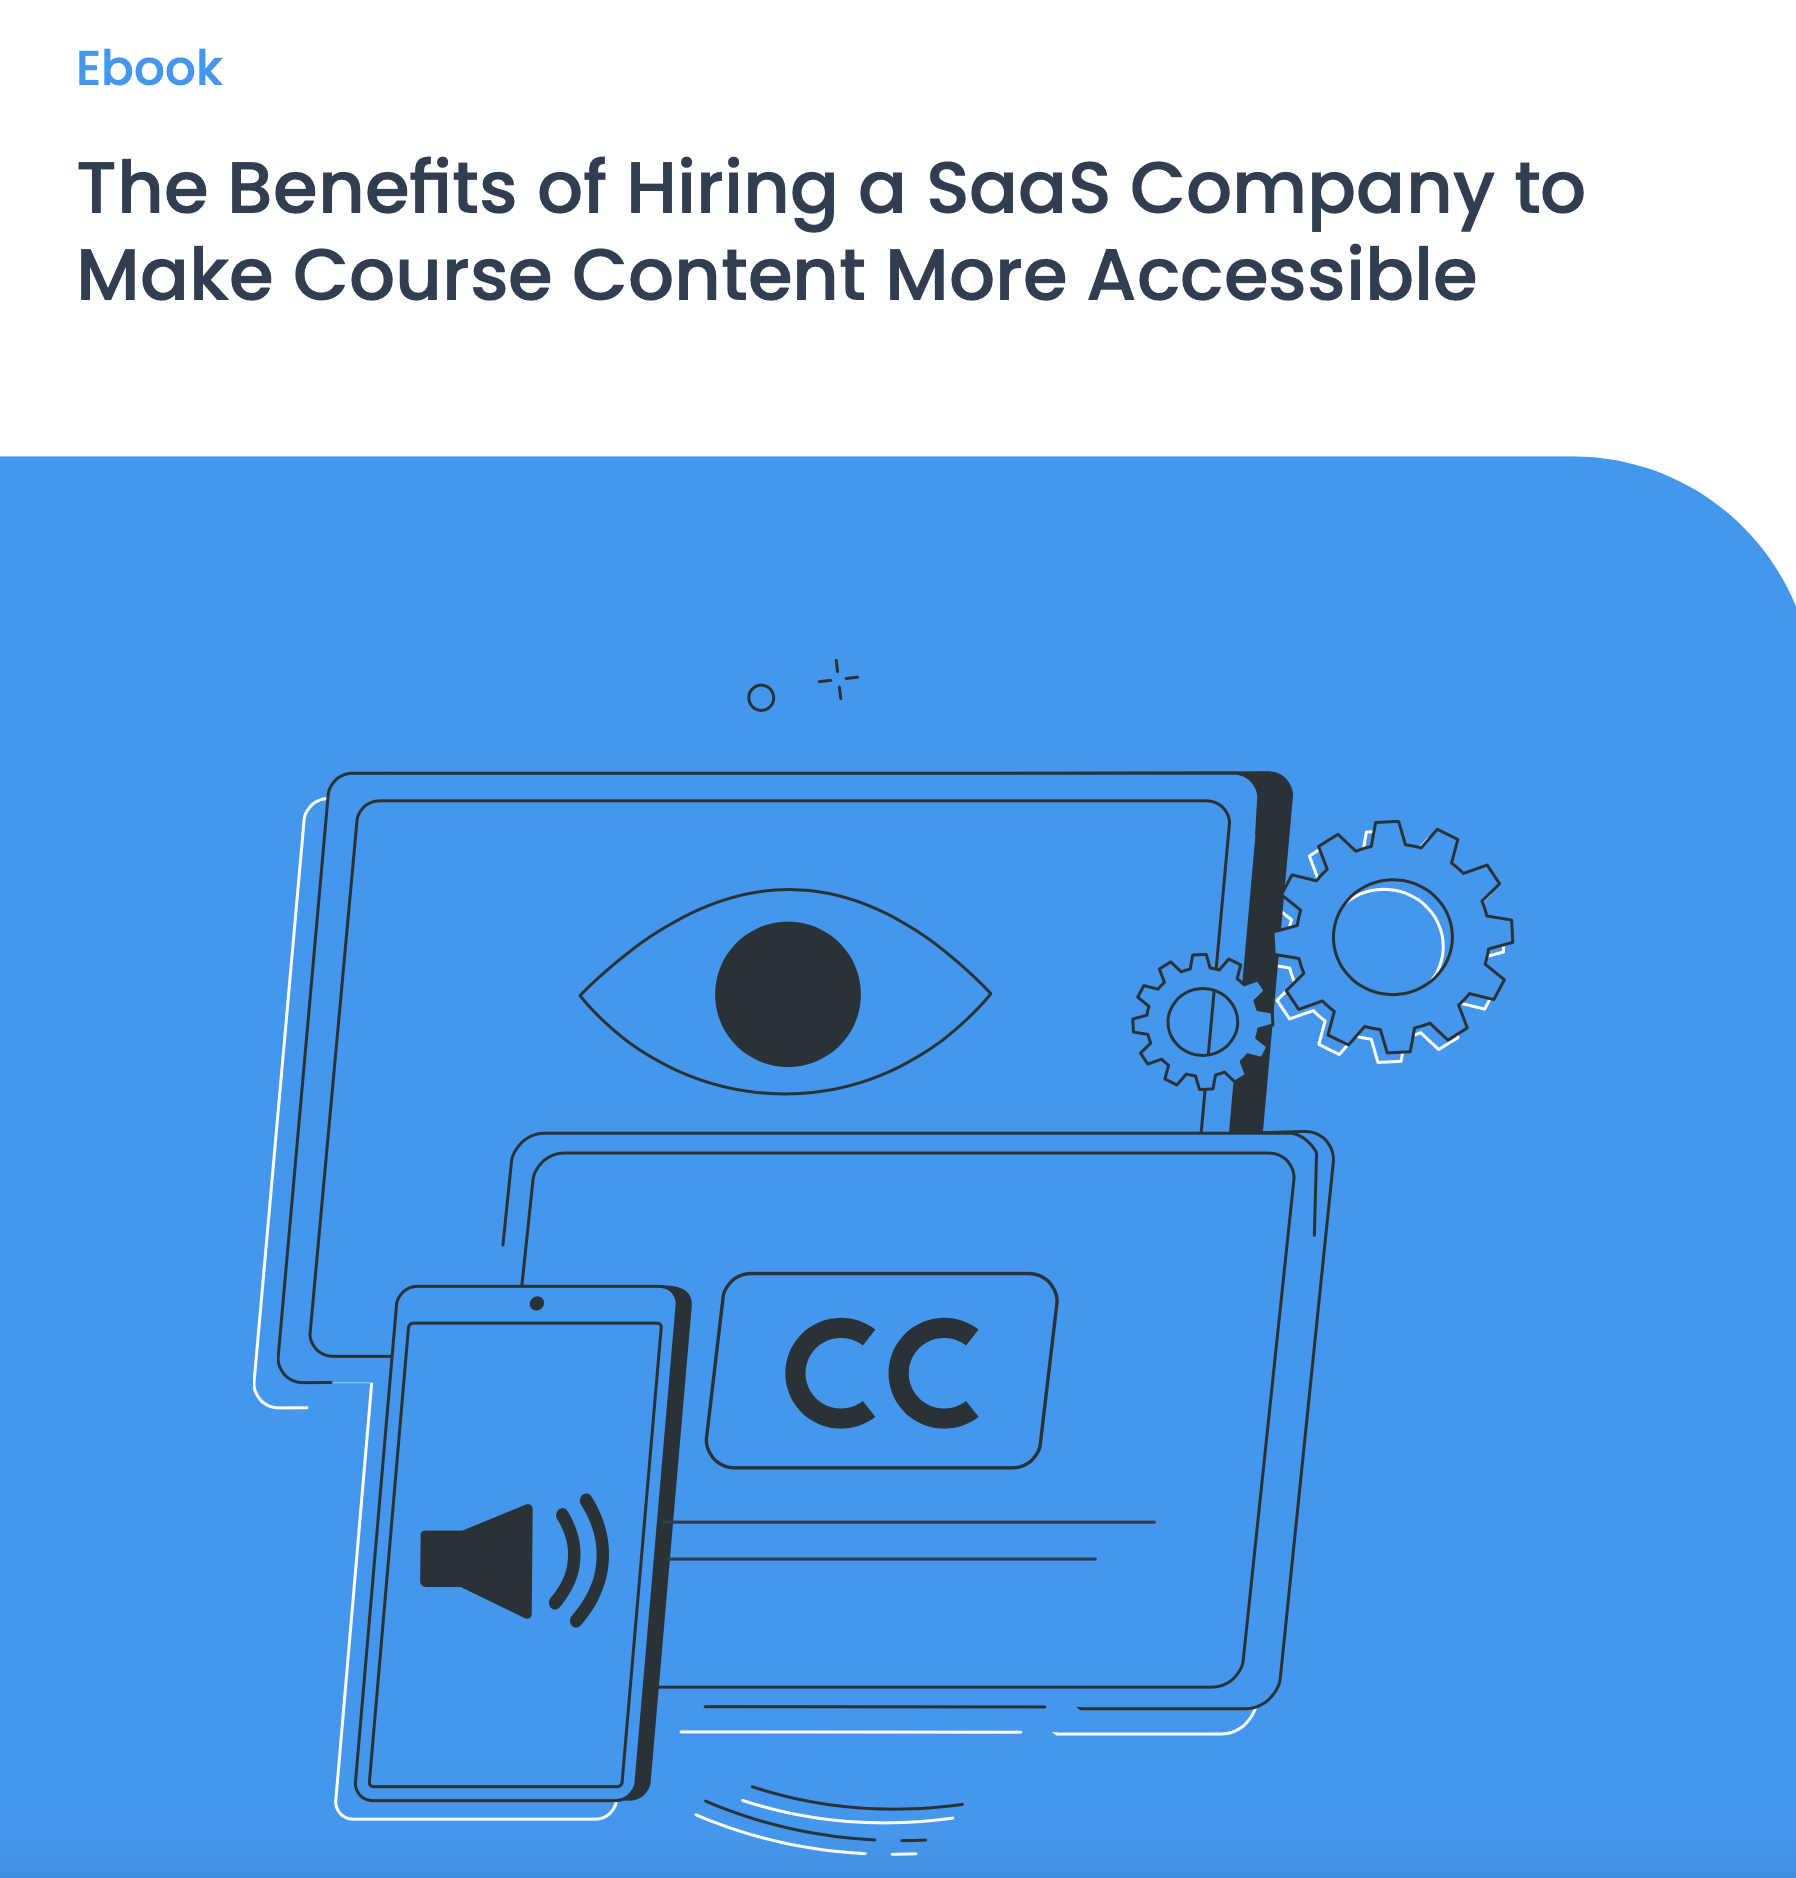 Ebook
The Benefits of Hiring a SaaS Company to
Make Course Content More Accessible
CC